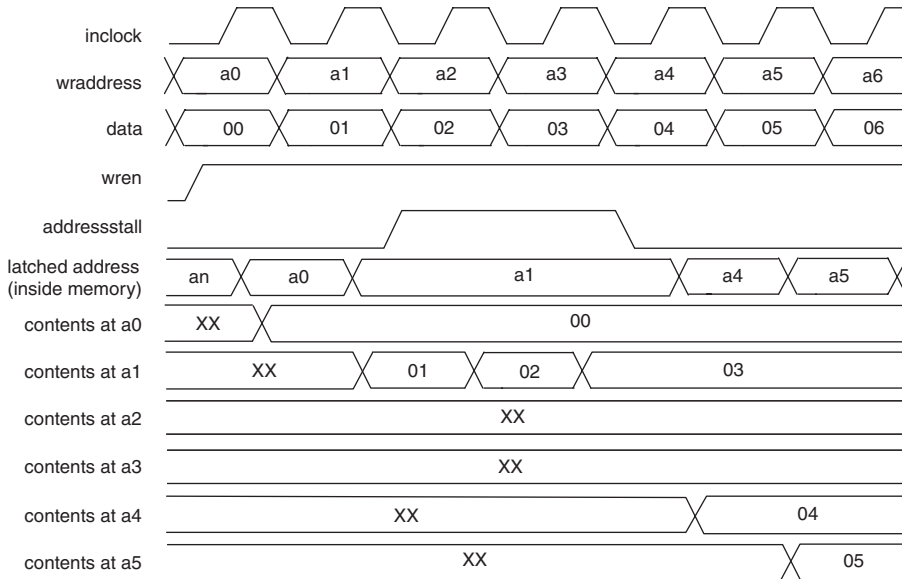 inclock
wraddress a0 a1 a2 a3 a4 a5 a6
data 00 01 02 03 04 05 06
wren
addressstall
latched address
(inside memory) an a0 a1 a4 a5
contents at a0 XX 00
contents at a1 XX 01 02 03
contents at a2 XX
contents at a3 XX
contents at a4 XX 04
contents at a5 XX 05